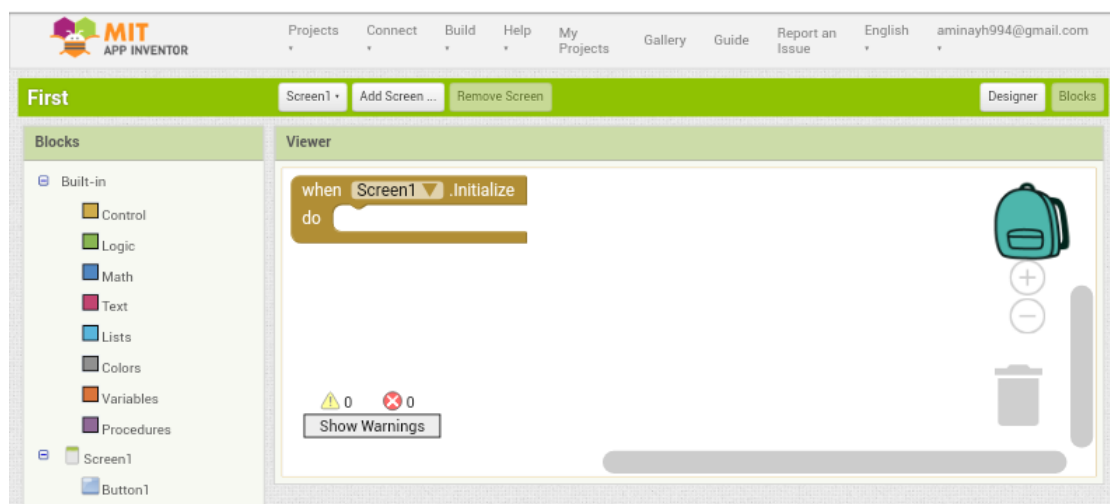 MIT
APP INVENTOR
Projects
Connect
Build
Help
My
Projects
Gallery
Guide
Report an
Issue
English
aminayh994@gmail.com
First
Screen1
Add Screen ...
Remove Screen
Designer
Blocks
Blocks
Built-in
Control
Logic
Math
Text
Lists
Colors
Variables
Procedures
Screen1
Button1
Viewer
when Screen1 .Initialize
do
0 0
Show Warnings